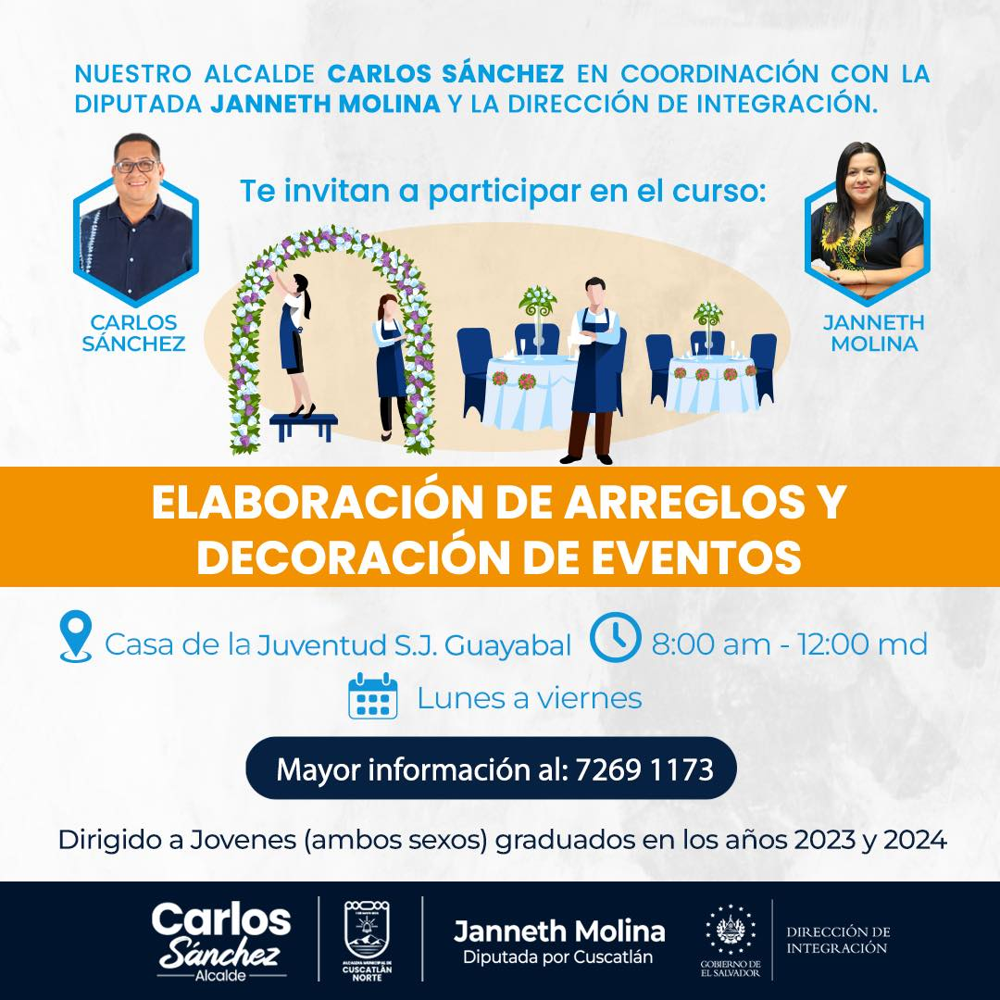 NUESTRO ALCALDE CARLOS SÁNCHEZ EN COORDINACIÓN CON LA
DIPUTADA JANNETH MOLINA Y LA DIRECCIÓN DE INTEGRACIÓN.
Te invitan a participar en el curso:
CARLOS
SÁNCHEZ
JANNETH
MOLINA
ELABORACIÓN DE ARREGLOS Y
DECORACIÓN DE EVENTOS
Casa de la Juventud S.J. Guayabal
8:00 am - 12:00 md
Lunes a viernes
Mayor información al: 7269 1173
Dirigido a Jovenes (ambos sexos) graduados en los años 2023 y 2024
Carlos
Sánchez
Alcalde
ALCALDÍA MUNICIPAL DE
CUSCATLÁN
NORTE
Janneth Molina
Diputada por Cuscatlán
GOBIERNO DE
EL SALVADOR
DIRECCIÓN DE
INTEGRACIÓN